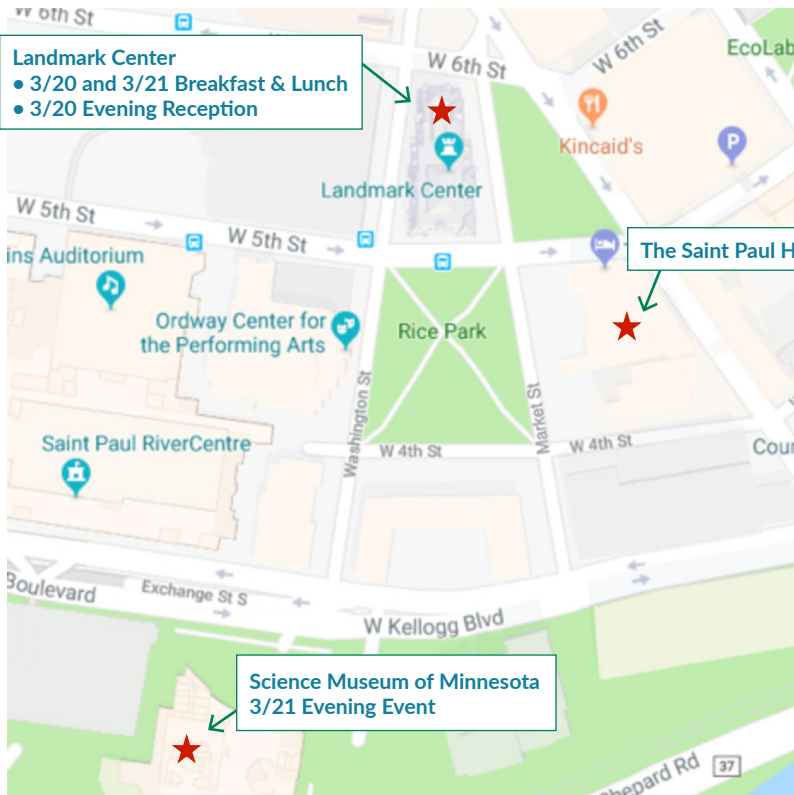 W 6th St
Landmark Center
• 3/20 and 3/21 Breakfast & Lunch
• 3/20 Evening Reception
W 6th St
W 6th St
EcoLab
Kincaid's
P
Landmark Center
W 5th St
W 5th St
ins Auditorium
The Saint Paul H
Ordway Center for
the Performing Arts
Rice Park
Washington St
Market St
Saint Paul RiverCentre
W 4th St
W 4th St
Cour
Boulevard
Exchange St S
W Kellogg Blvd
Science Museum of Minnesota
3/21 Evening Event
Shepard Rd
37